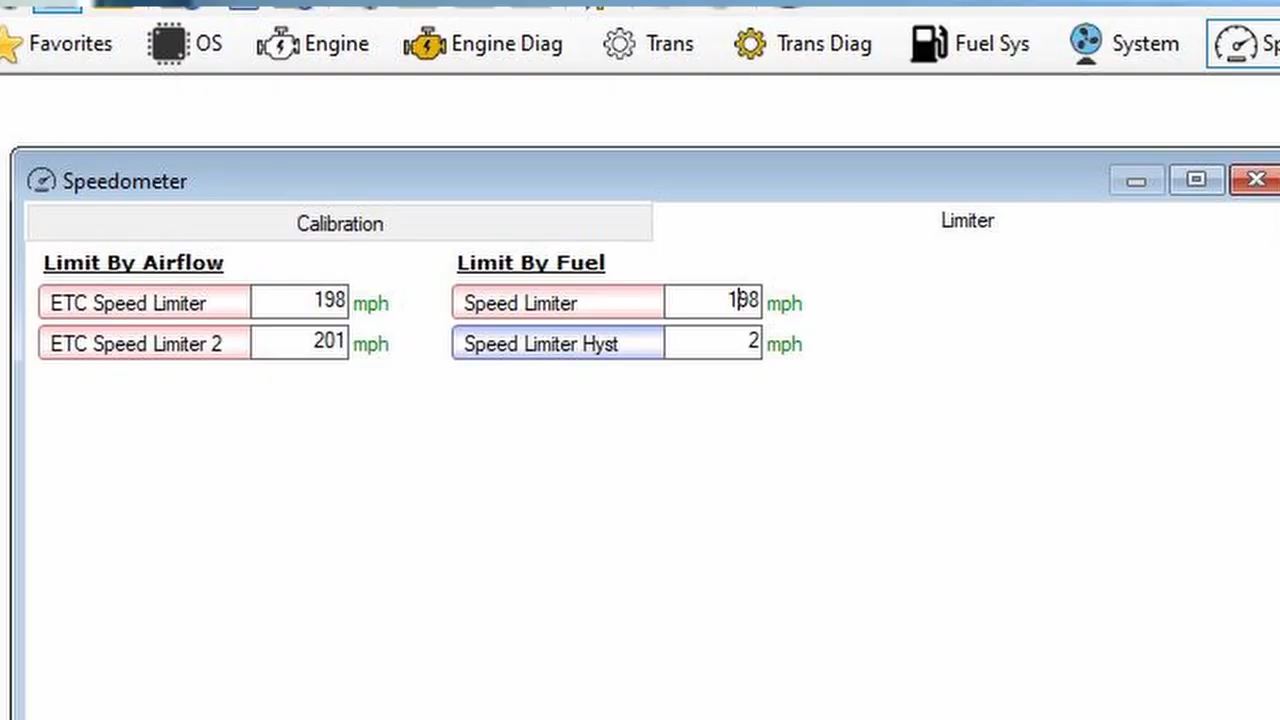 Favorites OS Engine Engine Diag Trans Trans Diag Fuel Sys System Sp
Speedometer
Calibration Limiter
Limit By Airflow Limit By Fuel
ETC Speed Limiter 198 mph Speed Limiter 198 mph
ETC Speed Limiter 2 201 mph Speed Limiter Hyst 2 mph